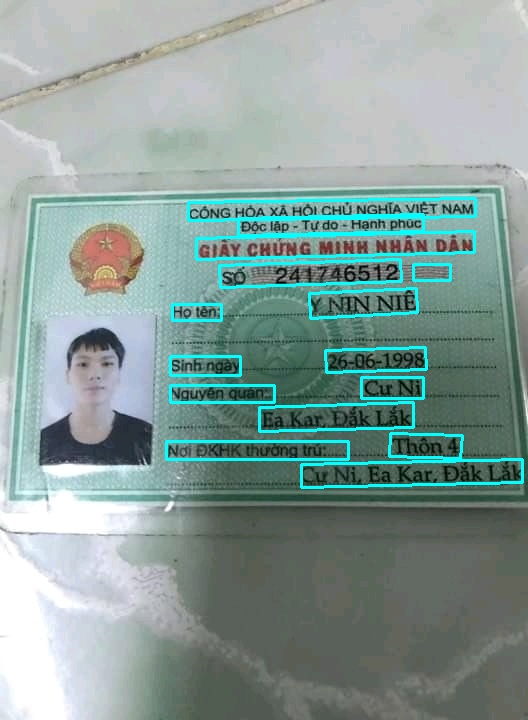 CỘNG HÒA XÃ HỘI CHỦ NGHĨA VIỆT NAM
Độc lập - Tự do - Hạnh phúc
GIẤY CHỨNG MINH NHÂN DÂN
SỐ 241746512
Họ tên: Y NIN NIÊ
Sinh ngày 26-06-1998
Nguyên quán: Cư Ni
Ea Kar, Đắk Lắk
Nơi ĐKHK thường trú: Thôn 4
Cư Ni, Ea Kar, Đắk Lắk